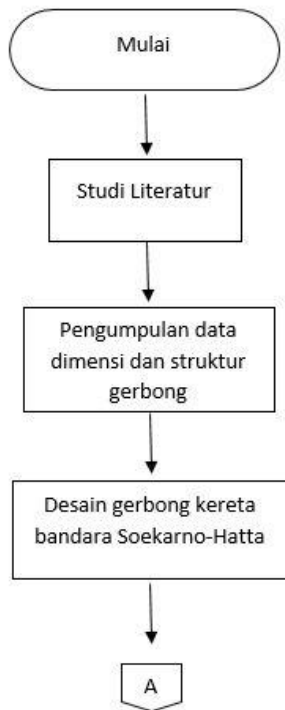 Mulai
Studi Literatur
Pengumpulan data
dimensi dan struktur
gerbong
Desain gerbong kereta
bandara Soekarno-Hatta
A